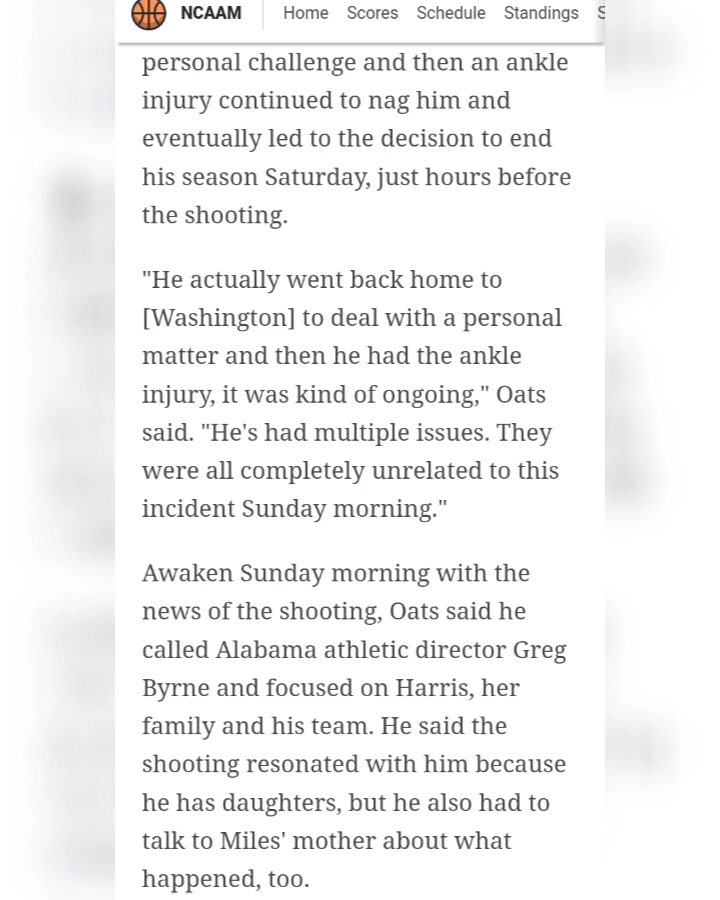 NCAAM Home Scores Schedule Standings S
personal challenge and then an ankle
injury continued to nag him and
eventually led to the decision to end
his season Saturday, just hours before
the shooting.
"He actually went back home to
[Washington] to deal with a personal
matter and then he had the ankle
injury, it was kind of ongoing," Oats
said. "He's had multiple issues. They
were all completely unrelated to this
incident Sunday morning."
Awaken Sunday morning with the
news of the shooting, Oats said he
called Alabama athletic director Greg
Byrne and focused on Harris, her
family and his team. He said the
shooting resonated with him because
he has daughters, but he also had to
talk to Miles' mother about what
happened, too.